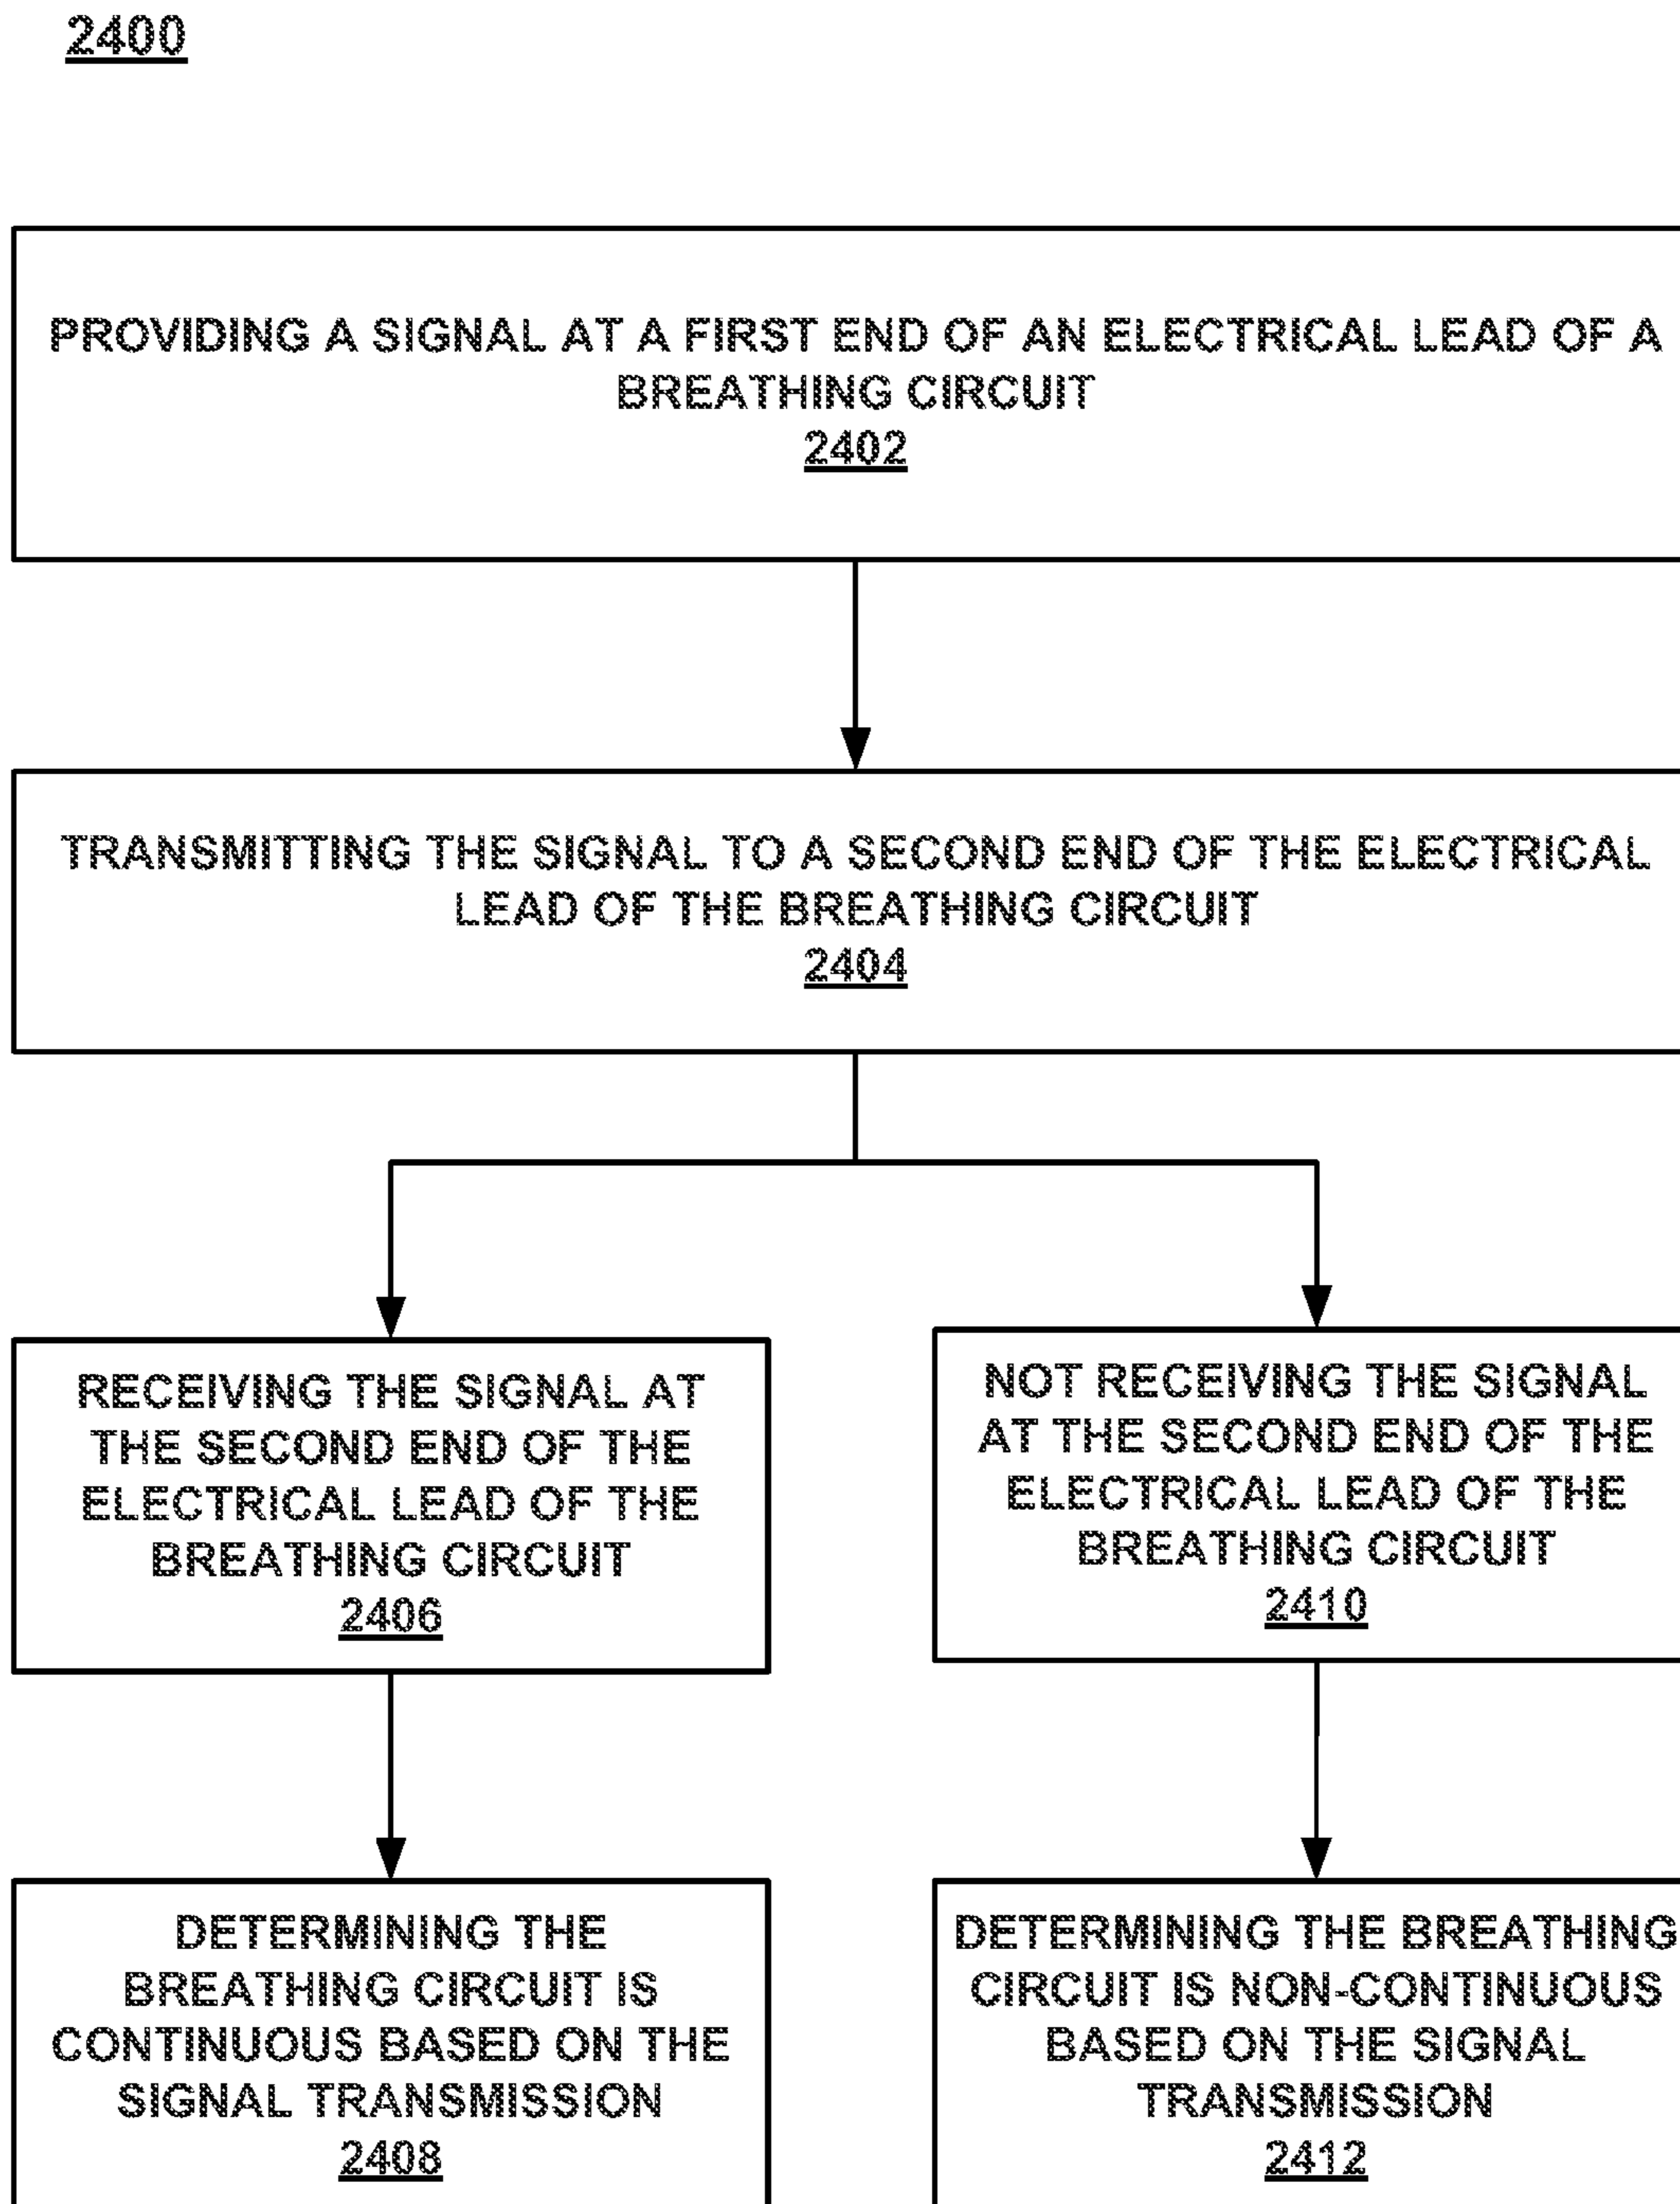 2400
PROVIDING A SIGNAL AT A FIRST END OF AN ELECTRICAL LEAD OF A
BREATHING CIRCUIT
2402
TRANSMITTING THE SIGNAL TO A SECOND END OF THE ELECTRICAL
LEAD OF THE BREATHING CIRCUIT
2404
RECEIVING THE SIGNAL AT
THE SECOND END OF THE
ELECTRICAL LEAD OF THE
BREATHING CIRCUIT
2406
NOT RECEIVING THE SIGNAL
AT THE SECOND END OF THE
ELECTRICAL LEAD OF THE
BREATHING CIRCUIT
2410
DETERMINING THE
BREATHING CIRCUIT IS
CONTINUOUS BASED ON THE
SIGNAL TRANSMISSION
2408
DETERMINING THE BREATHING
CIRCUIT IS NON-CONTINUOUS
BASED ON THE SIGNAL
TRANSMISSION
2412